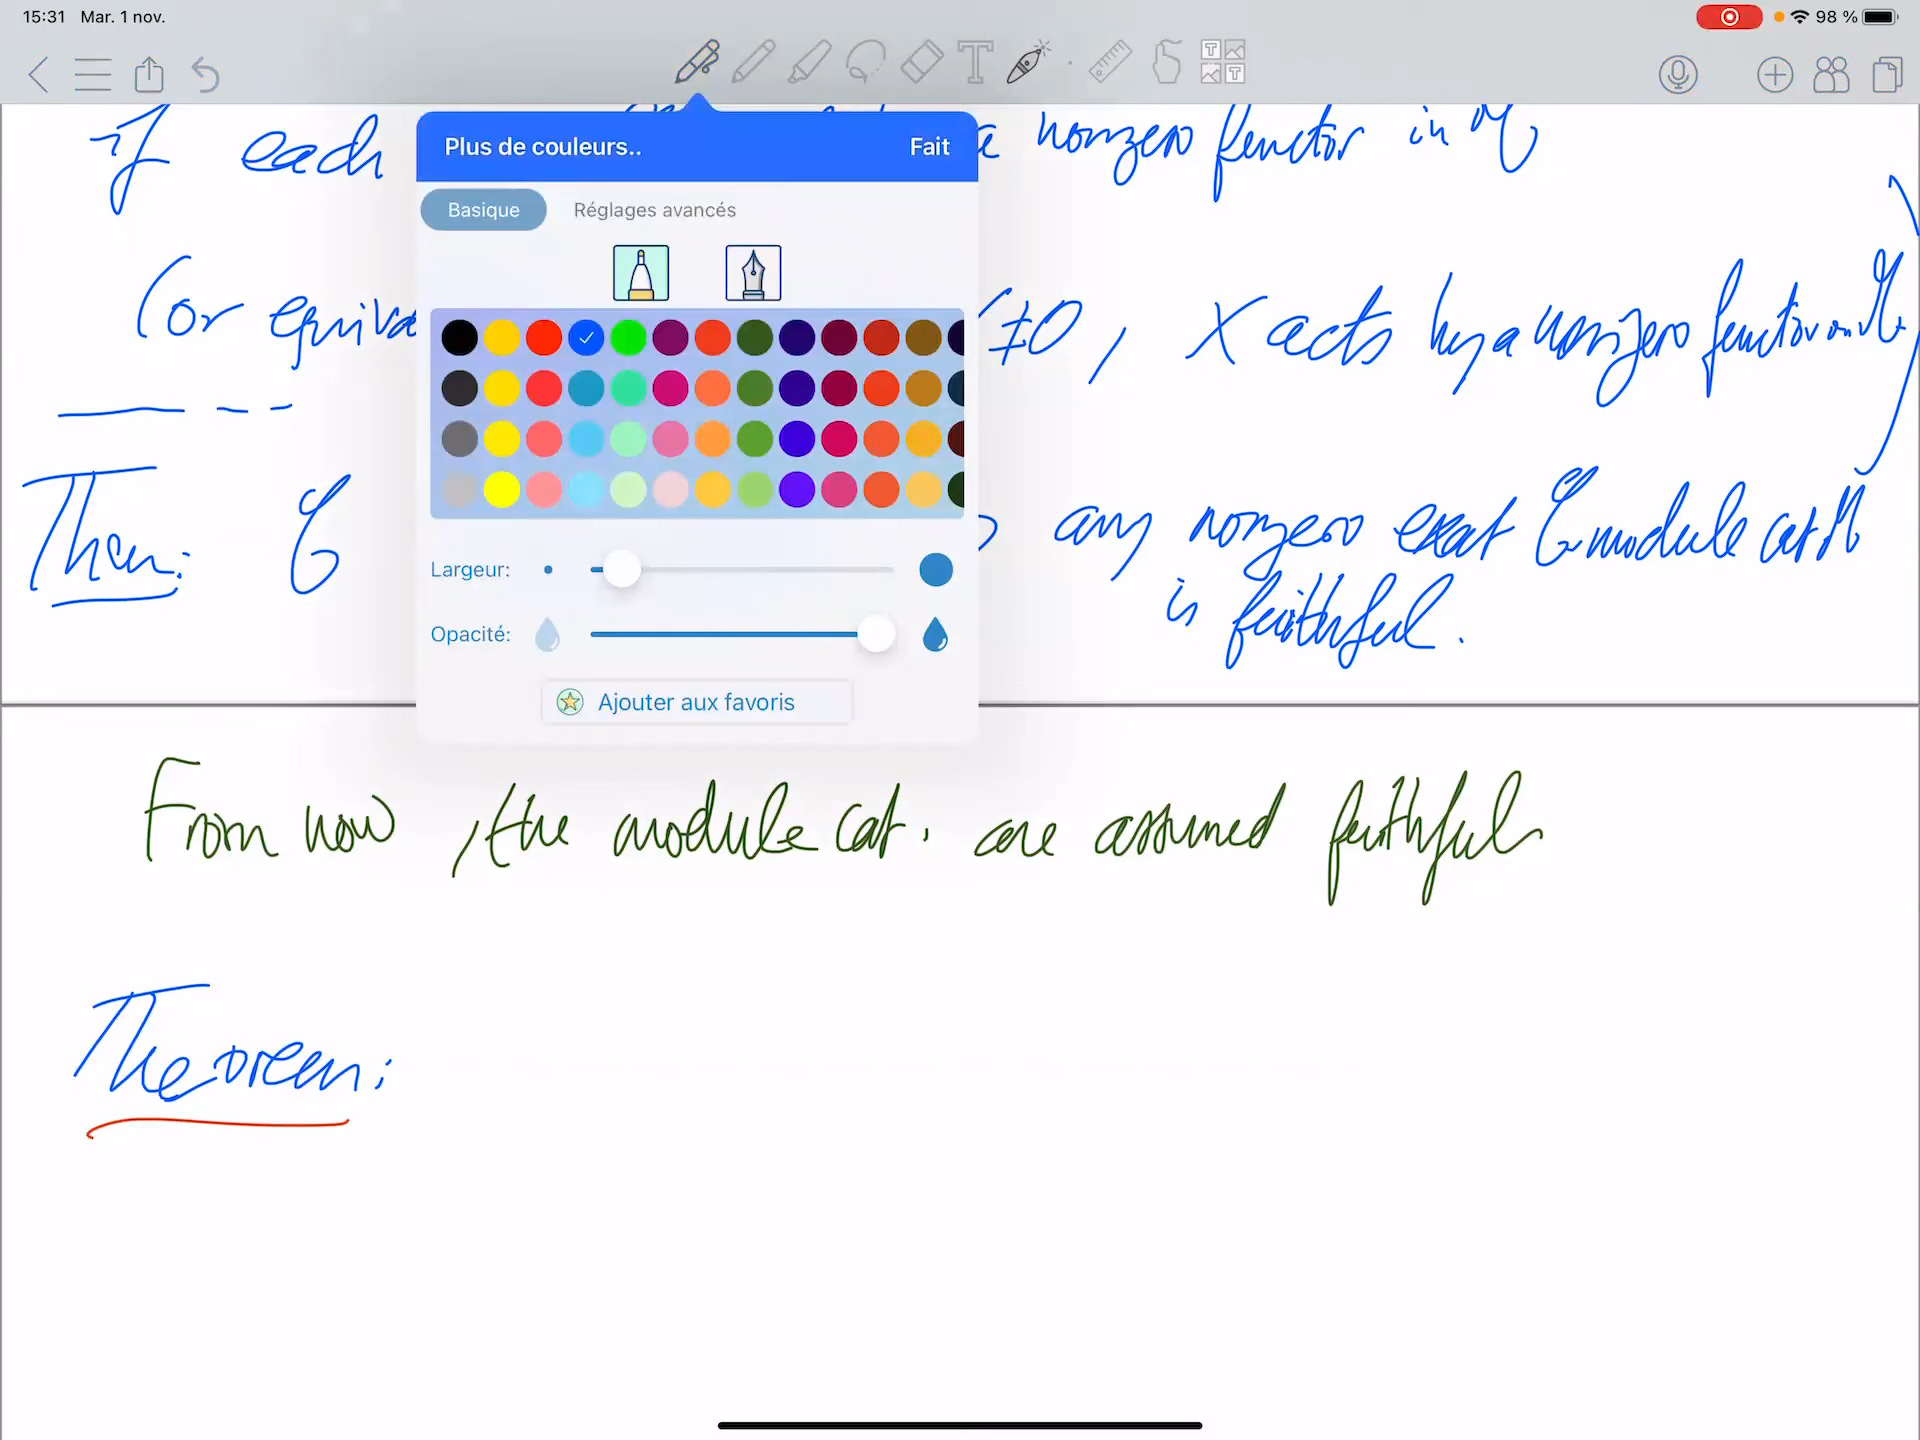 15:31 Mar. 1 nov. 98 %
if each nonzero functor in M
Plus de couleurs.. Fait
Basique Réglages avancés
(or equiva ≠0, X acts by a nonzero functor on M.
Then: C any nonzero exact C-module cat M
is faithful.
Largeur:
Opacité:
Ajouter aux favoris
From now, the module cat. are assumed faithful
Theorem: